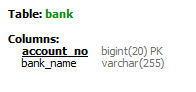 Table: bank
Columns:
account_no bigint(20) PK
bank_name varchar(255)